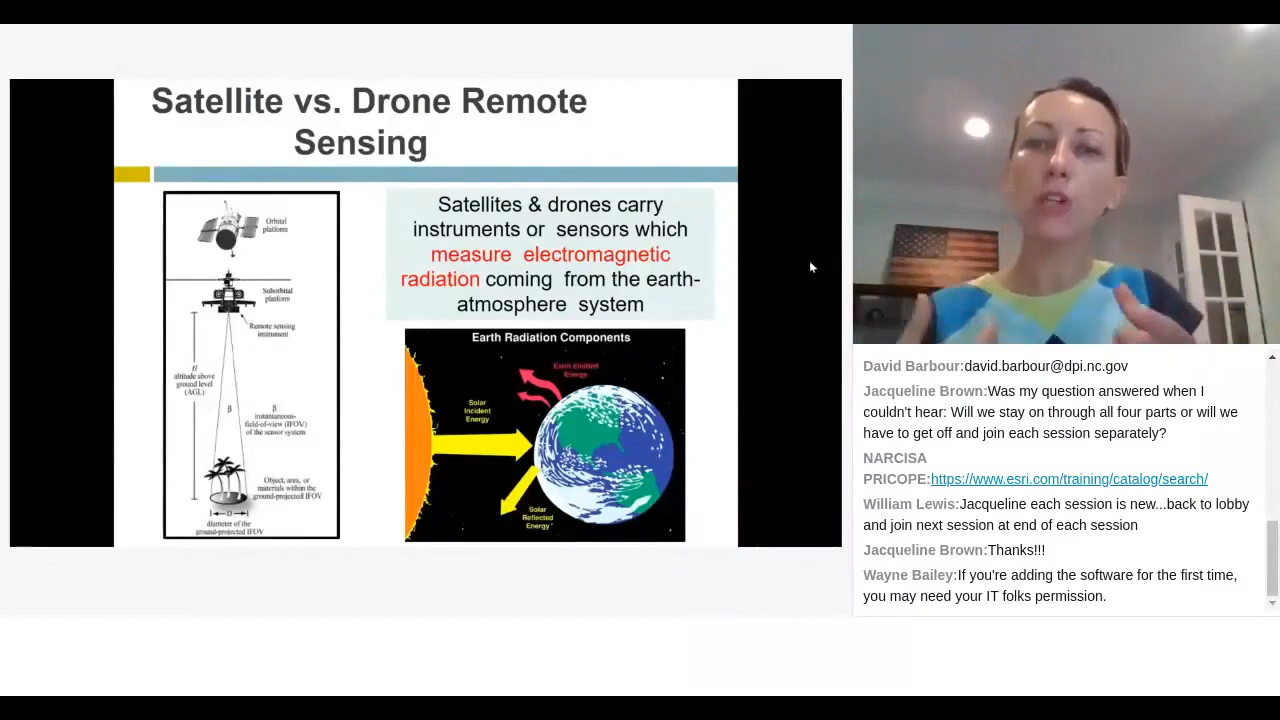 Satellite vs. Drone Remote
Sensing
Orbital
platform
Suborbital
platform
Remote sensing
instrument
H
altitude above
ground level
(AGL)
β
β
instantaneous-
field-of-view (IFOV)
of the sensor system
Object, area, or
materials within the
ground-projected IFOV
D
diameter of the
ground-projected IFOV
Satellites & drones carry
instruments or sensors which
measure electromagnetic
radiation coming from the earth-
atmosphere system
Earth Radiation Components
Earth Emitted
Energy
Solar
Incident
Energy
Solar
Reflected
Energy
David Barbour:david.barbour@dpi.nc.gov
Jacqueline Brown:Was my question answered when I
couldn't hear: Will we stay on through all four parts or will we
have to get off and join each session separately?
NARCISA
PRICOPE:https://www.esri.com/training/catalog/search/
William Lewis:Jacqueline each session is new...back to lobby
and join next session at end of each session
Jacqueline Brown:Thanks!!!
Wayne Bailey:If you're adding the software for the first time,
you may need your IT folks permission.